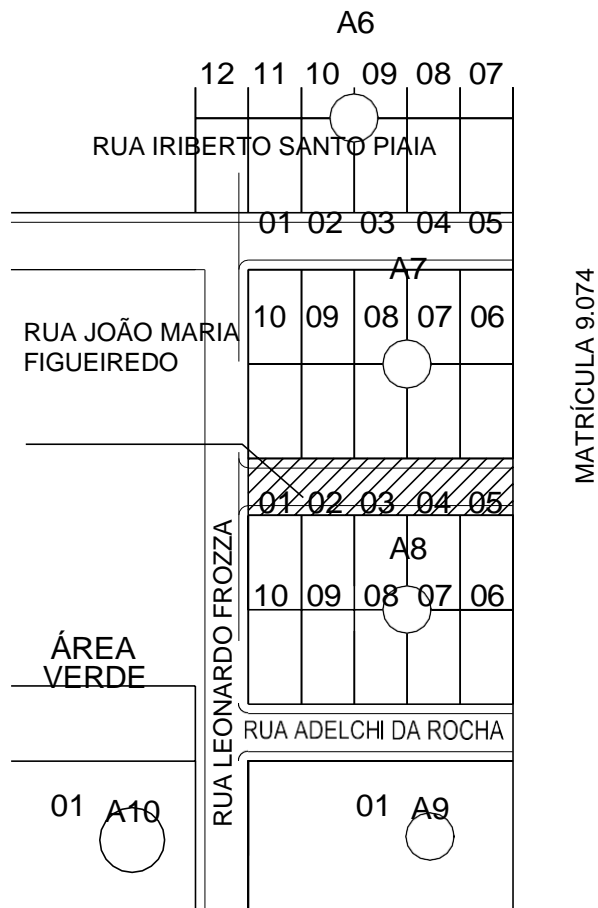 A6
12 11 10 09 08 07
RUA IRIBERTO SANTO PIAIA
01 02 03 04 05
A7
10 09 08 07 06
RUA JOÃO MARIA
FIGUEIREDO
MATRÍCULA 9.074
01 02 03 04 05
A8
10 09 08 07 06
RUA LEONARDO FROZZA
ÁREA
VERDE
RUA ADELCHI DA ROCHA
01 A10
01 A9